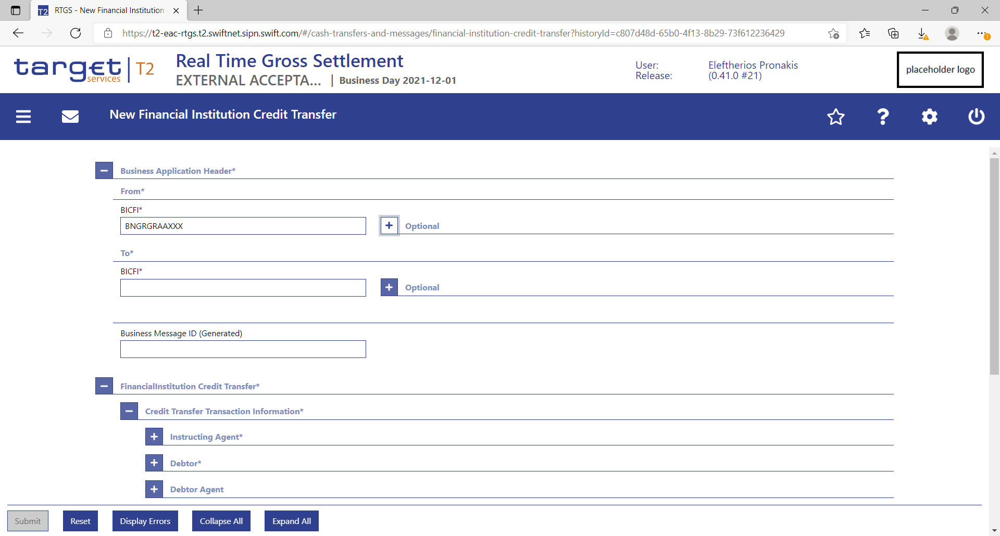 RTGS - New Financial Institution
https://t2-eac-rtgs.t2.swiftnet.sipn.swift.com/#/cash-transfers-and-messages/financial-institution-credit-transfer?historyId=c807d48d-65b0-4f13-8b29-73f612236429
target services | T2
Real Time Gross Settlement
EXTERNAL ACCEPTA... | Business Day 2021-12-01
User: Eleftherios Pronakis
Release: (0.41.0 #21)
placeholder logo
New Financial Institution Credit Transfer
Business Application Header*
From*
BICFI*
BNGRGRAAXXX
Optional
To*
BICFI*
Optional
Business Message ID (Generated)
FinancialInstitution Credit Transfer*
Credit Transfer Transaction Information*
Instructing Agent*
Debtor*
Debtor Agent
Submit Reset Display Errors Collapse All Expand All